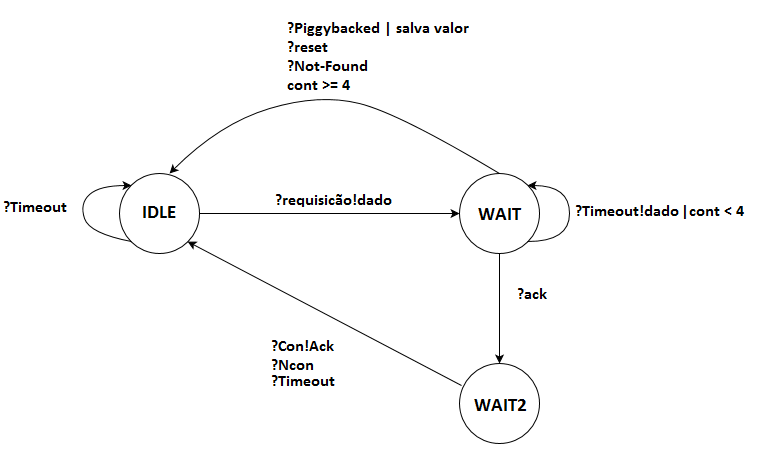 ?Piggybacked | salva valor
?reset
?Not-Found
cont >= 4
?Timeout
IDLE
?requisicão!dado
WAIT
?Timeout!dado |cont < 4
?ack
?Con!Ack
?Ncon
?Timeout
WAIT2